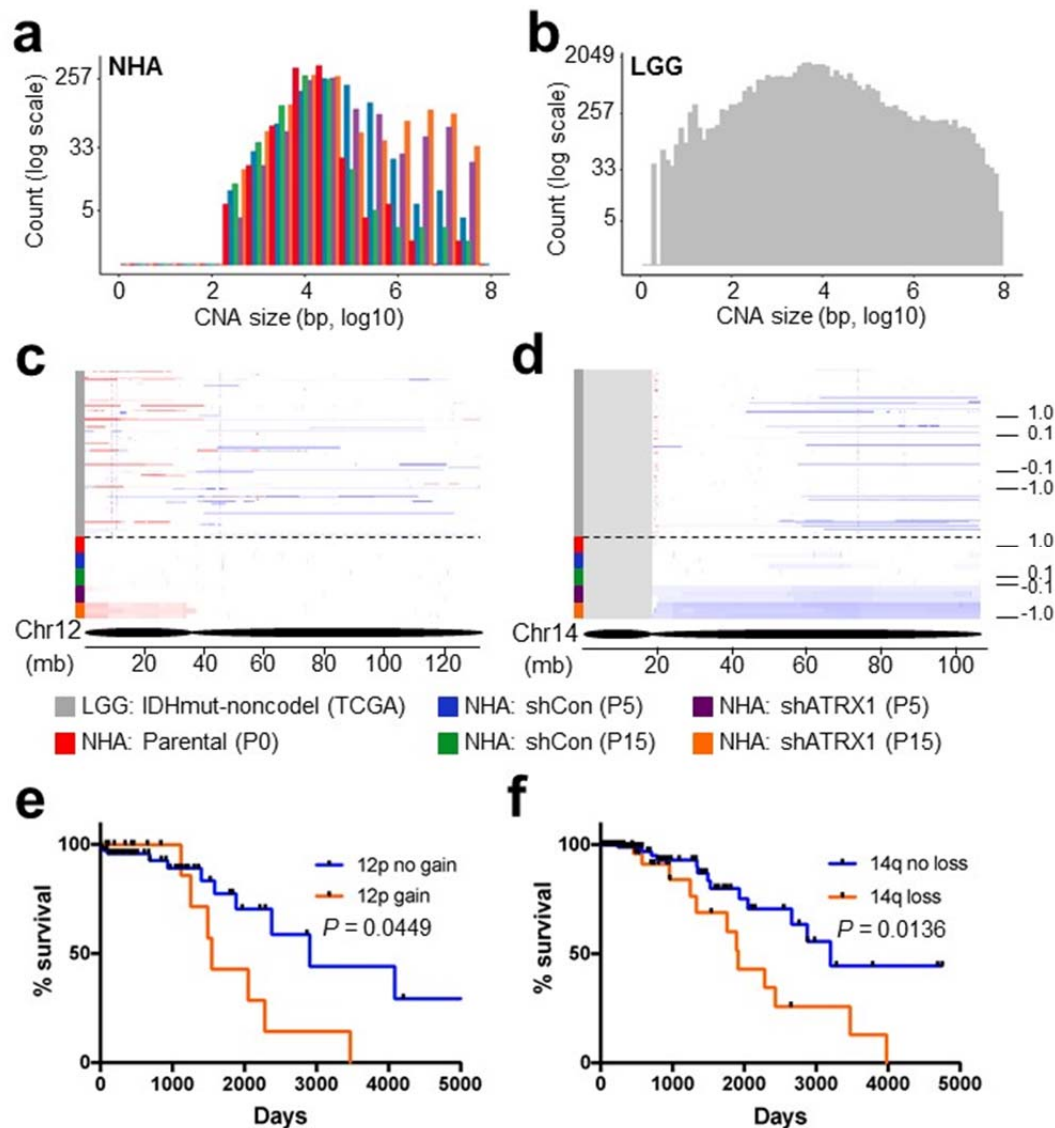 a
NHA
257
33
5
Count (log scale)
0 2 4 6 8
CNA size (bp, log10)
b
2049
LGG
257
33
5
Count (log scale)
0 2 4 6 8
CNA size (bp, log10)
c
Chr12
(mb)
20 40 60 80 100 120
d
1.0
0.1
-0.1
-1.0
1.0
0.1
-0.1
-1.0
Chr14
(mb)
20 40 60 80 100
LGG: IDHmut-noncodel (TCGA)
NHA: shCon (P5)
NHA: shATRX1 (P5)
NHA: Parental (P0)
NHA: shCon (P15)
NHA: shATRX1 (P15)
e
100
50
0
% survival
12p no gain
12p gain
P = 0.0449
0 1000 2000 3000 4000 5000
Days
f
100
50
0
% survival
14q no loss
14q loss
P = 0.0136
0 1000 2000 3000 4000 5000
Days